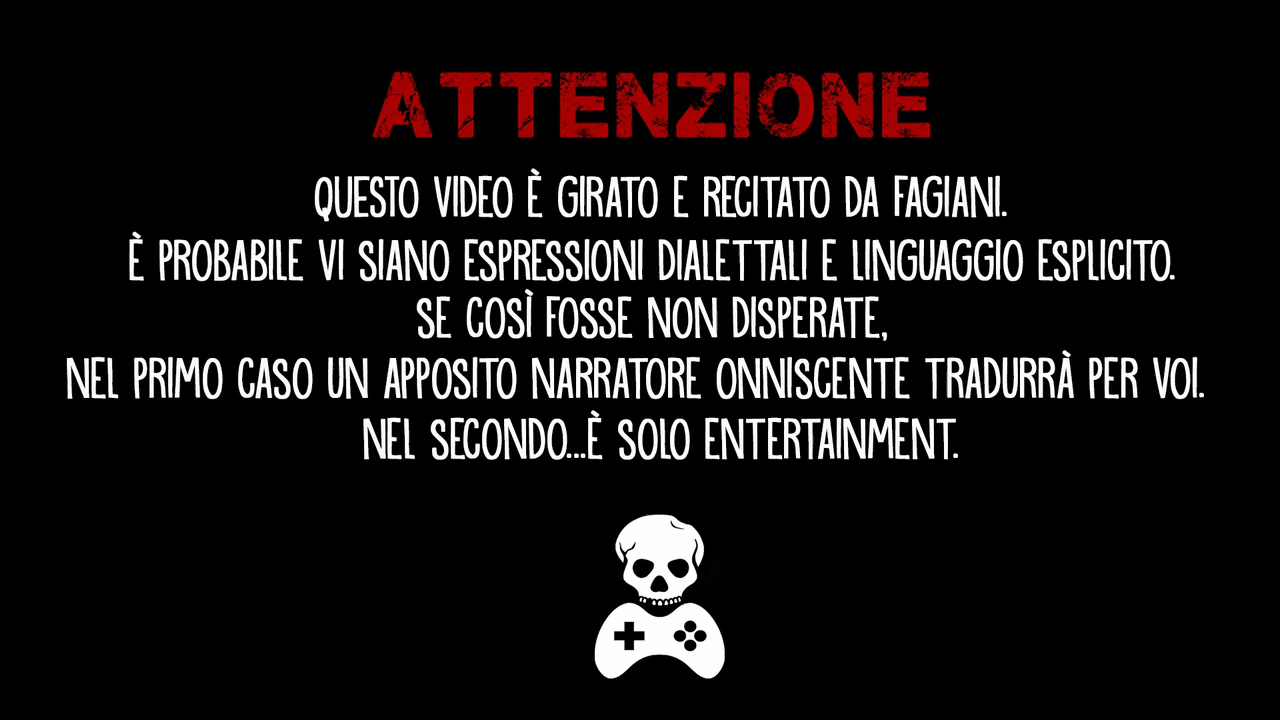 ATTENZIONE
QUESTO VIDEO È GIRATO E RECITATO DA FAGIANI.
È PROBABILE VI SIANO ESPRESSIONI DIALETTALI E LINGUAGGIO ESPLICITO.
SE COSÌ FOSSE NON DISPERATE,
NEL PRIMO CASO UN APPOSITO NARRATORE ONNISCENTE TRADURRÀ PER VOI.
NEL SECONDO...È SOLO ENTERTAINMENT.